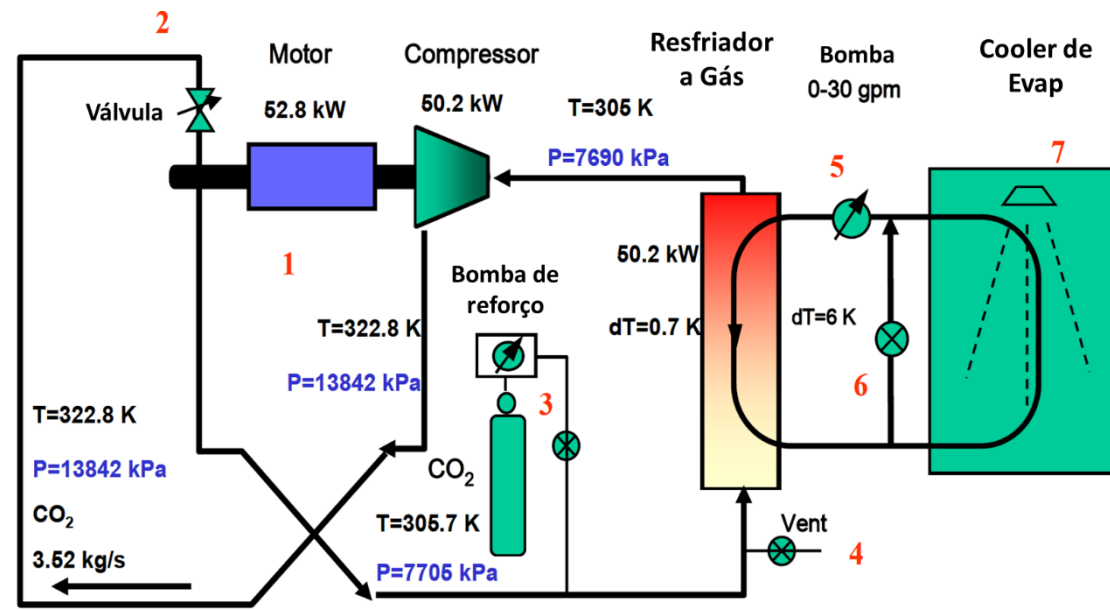 2
Motor
52.8 kW
Compressor
50.2 kW
Resfriador
a Gás
Bomba
0-30 gpm
Cooler de
Evap
Válvula
T=305 K
P=7690 kPa
5
7
1
Bomba de
reforço
50.2 kW
dT=0.7 K
dT=6 K
6
T=322.8 K
P=13842 kPa
3
T=322.8 K
P=13842 kPa
CO₂
3.52 kg/s
CO₂
T=305.7 K
P=7705 kPa
Vent
4